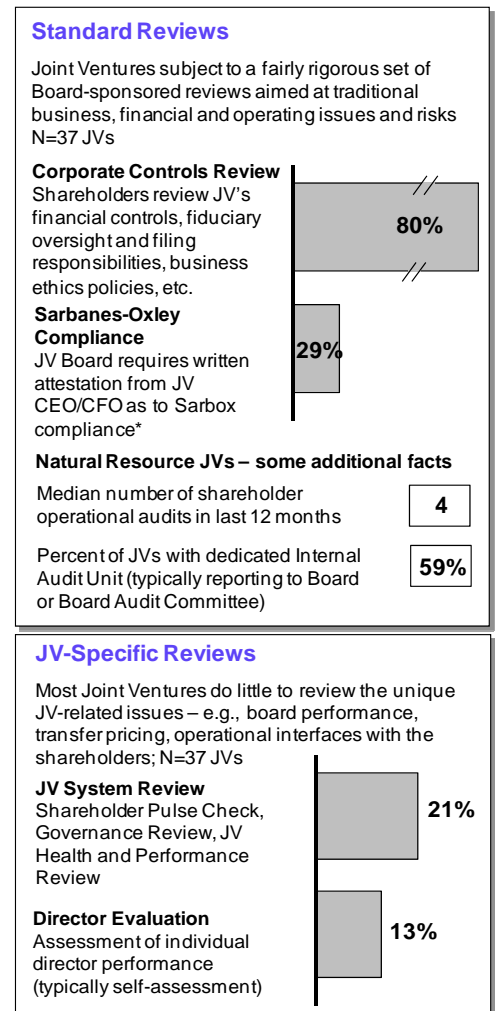 Standard Reviews
Joint Ventures subject to a fairly rigorous set of
Board-sponsored reviews aimed at traditional
business, financial and operating issues and risks
N=37 JVs
Corporate Controls Review
Shareholders review JV's
financial controls, fiduciary
oversight and filing
responsibilities, business
ethics policies, etc.
80%
Sarbanes-Oxley
Compliance
JV Board requires written
attestation from JV
CEO/CFO as to Sarbox
compliance*
29%
Natural Resource JVs – some additional facts
Median number of shareholder
operational audits in last 12 months
4
Percent of JVs with dedicated Internal
Audit Unit (typically reporting to Board
or Board Audit Committee)
59%
JV-Specific Reviews
Most Joint Ventures do little to review the unique
JV-related issues – e.g., board performance,
transfer pricing, operational interfaces with the
shareholders; N=37 JVs
JV System Review
Shareholder Pulse Check,
Governance Review, JV
Health and Performance
Review
21%
Director Evaluation
Assessment of individual
director performance
(typically self-assessment)
13%